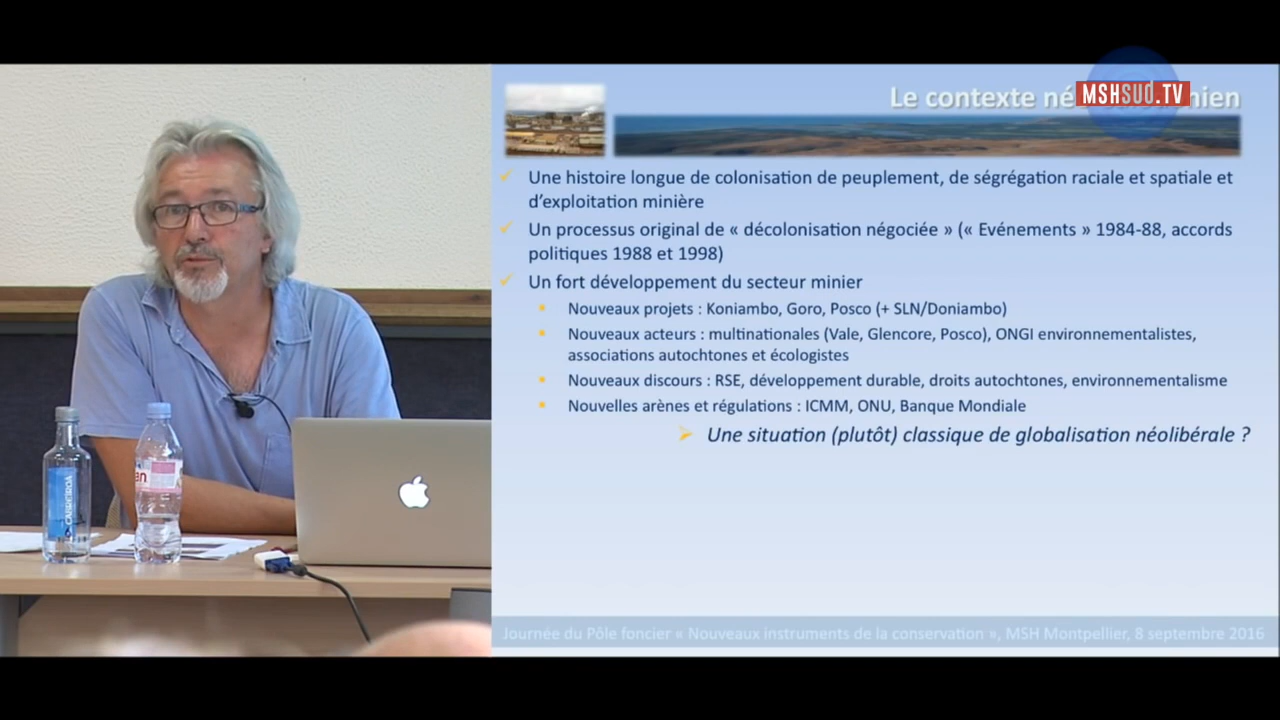 Le contexte né
MSHSUD.TV
nien
Une histoire longue de colonisation de peuplement, de ségrégation raciale et spatiale et
d'exploitation minière
Un processus original de « décolonisation négociée » (« Evénements » 1984-88, accords
politiques 1988 et 1998)
Un fort développement du secteur minier
Nouveaux projets : Koniambo, Goro, Posco (+ SLN/Doniambo)
Nouveaux acteurs : multinationales (Vale, Glencore, Posco), ONGI environnementalistes,
associations autochtones et écologistes
Nouveaux discours : RSE, développement durable, droits autochtones, environnementalisme
Nouvelles arènes et régulations : ICMM, ONU, Banque Mondiale
Une situation (plutôt) classique de globalisation néolibérale ?
CABREIROÁ
an
Journée du Pôle foncier « Nouveaux instruments de la conservation », MSH Montpellier, 8 septembre 2016